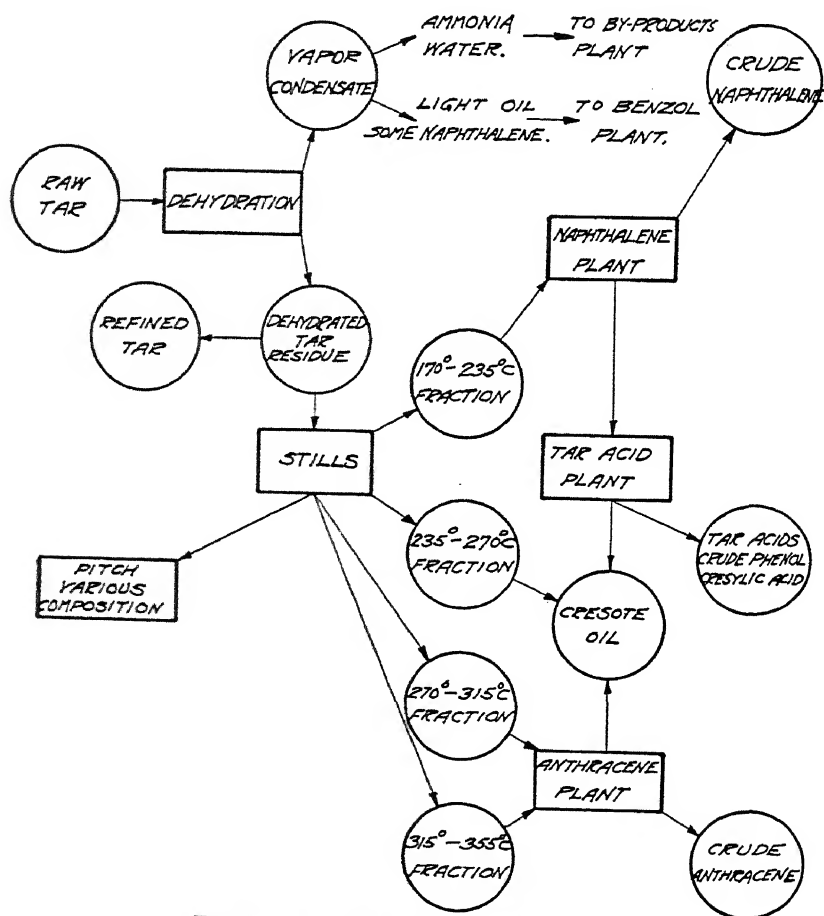 AMMONIA
WATER.
TO BY-PRODUCTS
PLANT
VAPOR
CONDENSATE
LIGHT OIL
SOME NAPHTHALENE.
TO BENZOL
PLANT.
CRUDE
NAPHTHALENE
RAW
TAR
DEHYDRATION
NAPHTHALENE
PLANT
REFINED
TAR
DEHYDRATED
TAR
RESIDUE
170°-235°C
FRACTION
STILLS
TAR ACID
PLANT
235°-270°C
FRACTION
TAR ACIDS
CRUDE PHENOL
CRESYLIC ACID
PITCH
VARIOUS
COMPOSITION
CRESOTE
OIL
270°-315°C
FRACTION
ANTHRACENE
PLANT
315°-355°C
FRACTION
CRUDE
ANTHRACENE